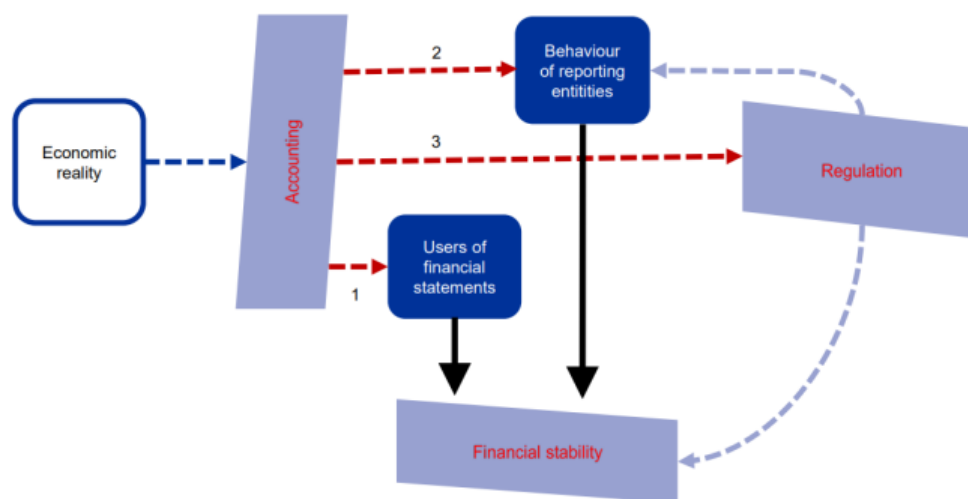 2
Behaviour
of reporting
entitities
Economic
reality
Accounting
3
Regulation
Users of
financial
statements
1
Financial stability